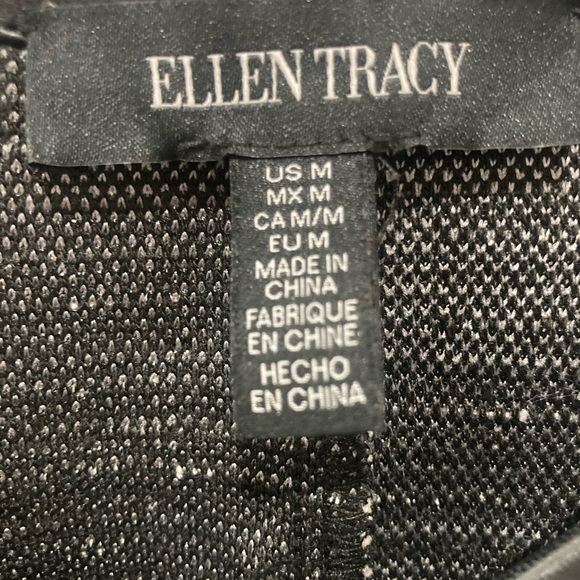 ELLEN TRACY
US M
MX M
CA M/M
EU M
MADE IN
CHINA
FABRIQUE
EN CHINE
HECHO
EN CHINA